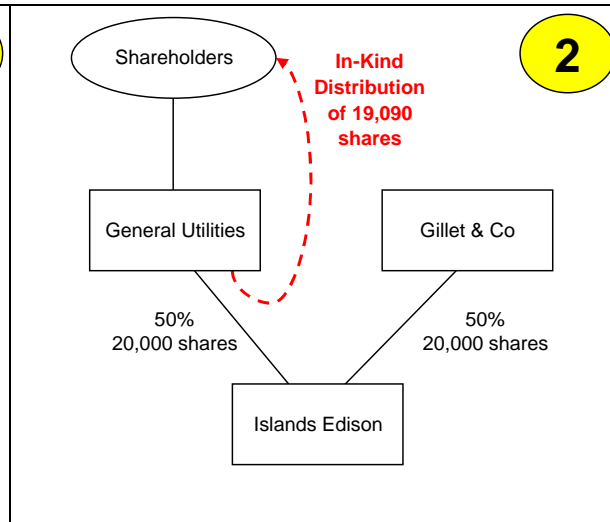 Shareholders
In-Kind
Distribution
of 19,090
shares
2
General Utilities
Gillet & Co
50%
20,000 shares
50%
20,000 shares
Islands Edison